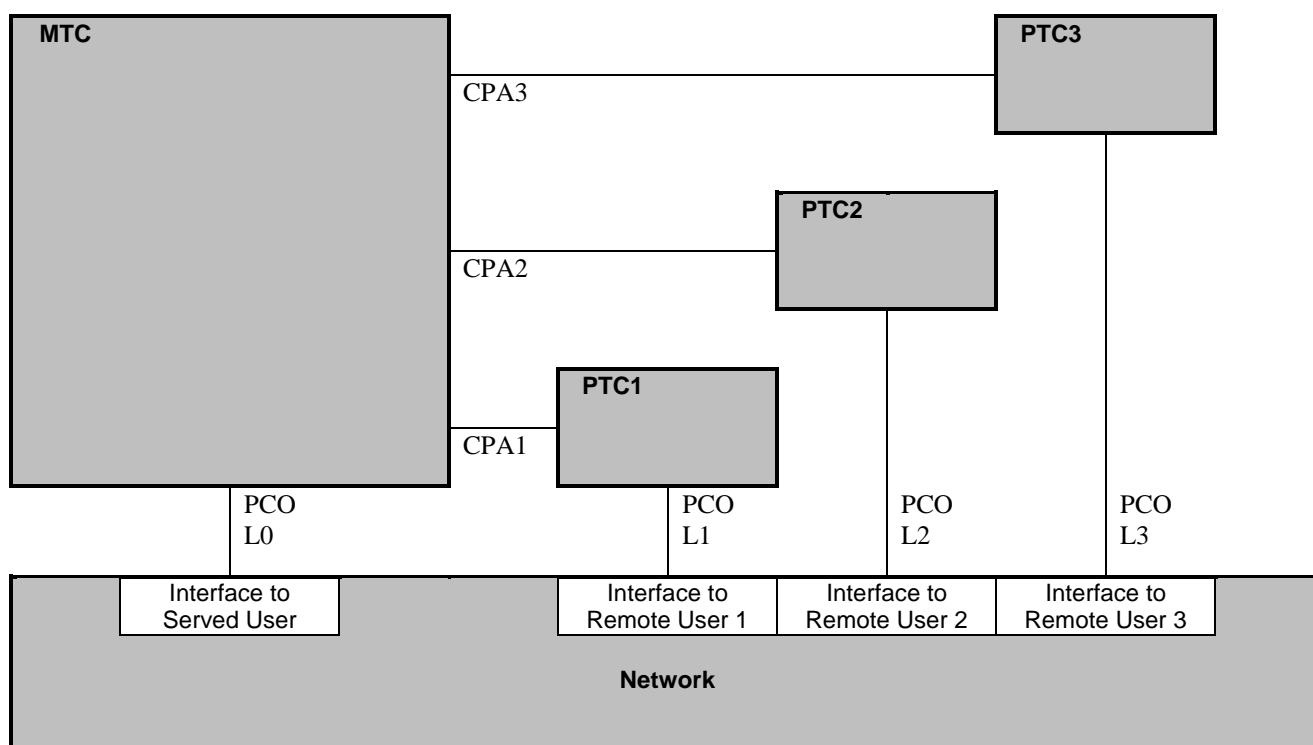 MTC
PTC3
CPA3
PTC2
CPA2
PTC1
CPA1
PCO
L0
PCO
L1
PCO
L2
PCO
L3
Interface to
Served User
Interface to
Remote User 1
Interface to
Remote User 2
Interface to
Remote User 3
Network